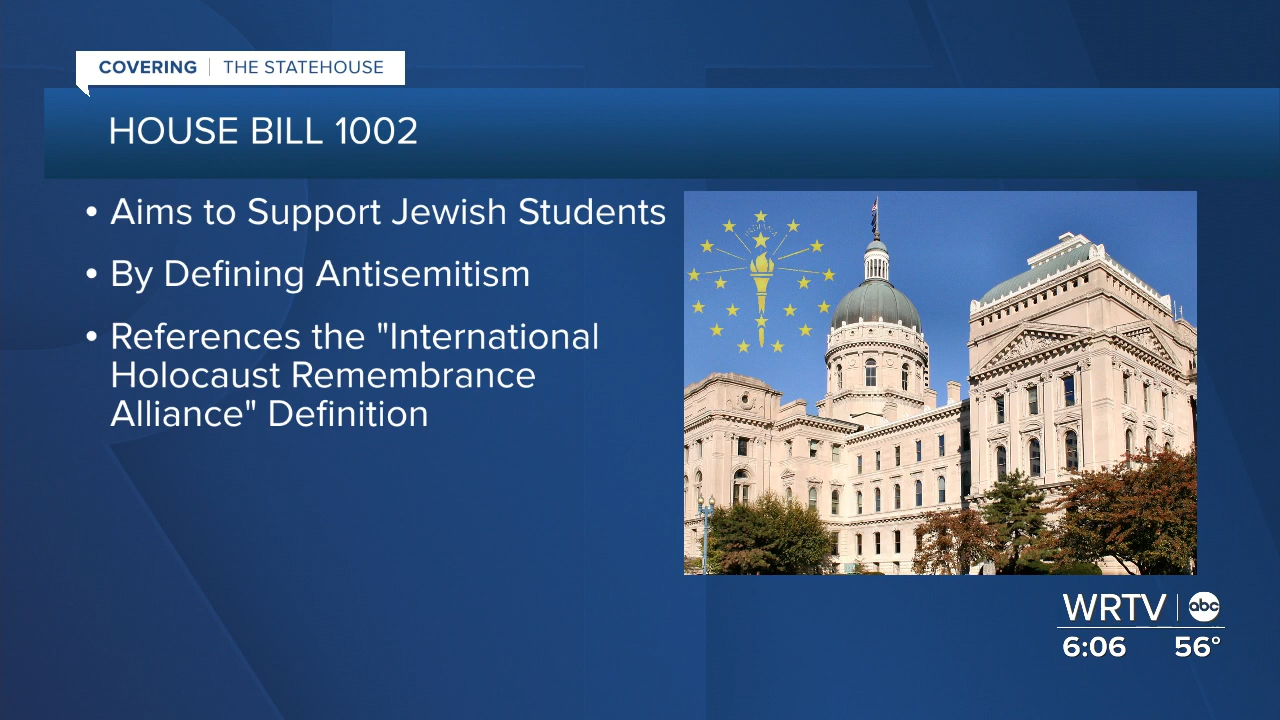 COVERING | THE STATEHOUSE
HOUSE BILL 1002
• Aims to Support Jewish Students
• By Defining Antisemitism
• References the "International
Holocaust Remembrance
Alliance" Definition
INDIANA
WRTV | abc
6:06 56°